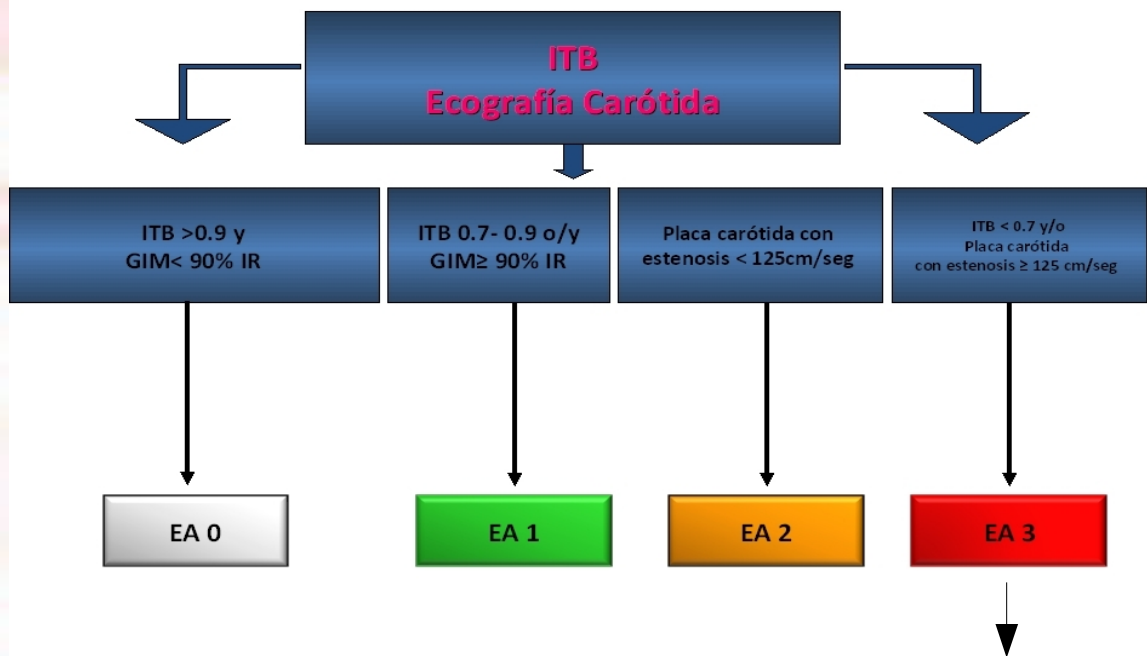 ITB
Ecografía Carótida
ITB >0.9 y
GIM< 90% IR
ITB 0.7- 0.9 o/y
GIM≥ 90% IR
Placa carótida con
estenosis < 125cm/seg
ITB < 0.7 y/o
Placa carótida
con estenosis ≥ 125 cm/seg
EA 0
EA 1
EA 2
EA 3